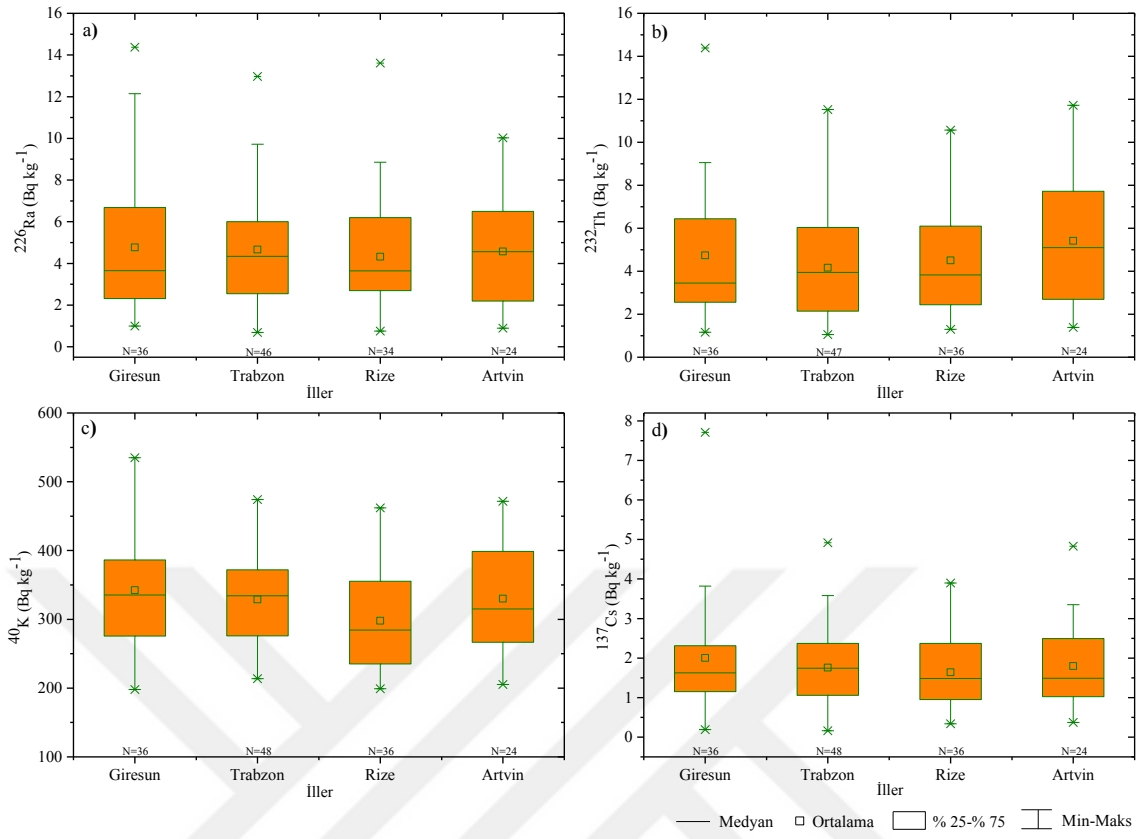 a)
16
14
12
10
8
6
4
2
0
226Ra (Bq kg-1)
N=36 N=46 N=34 N=24
Giresun Trabzon Rize Artvin
İller
b)
16
14
12
10
8
6
4
2
0
232Th (Bq kg-1)
N=36 N=47 N=36 N=24
Giresun Trabzon Rize Artvin
İller
c)
600
500
400
300
200
100
40K (Bq kg-1)
N=36 N=48 N=36 N=24
Giresun Trabzon Rize Artvin
İller
d)
8
7
6
5
4
3
2
1
0
137Cs (Bq kg-1)
N=36 N=48 N=36 N=24
Giresun Trabzon Rize Artvin
İller
Medyan Ortalama % 25-% 75 Min-Maks